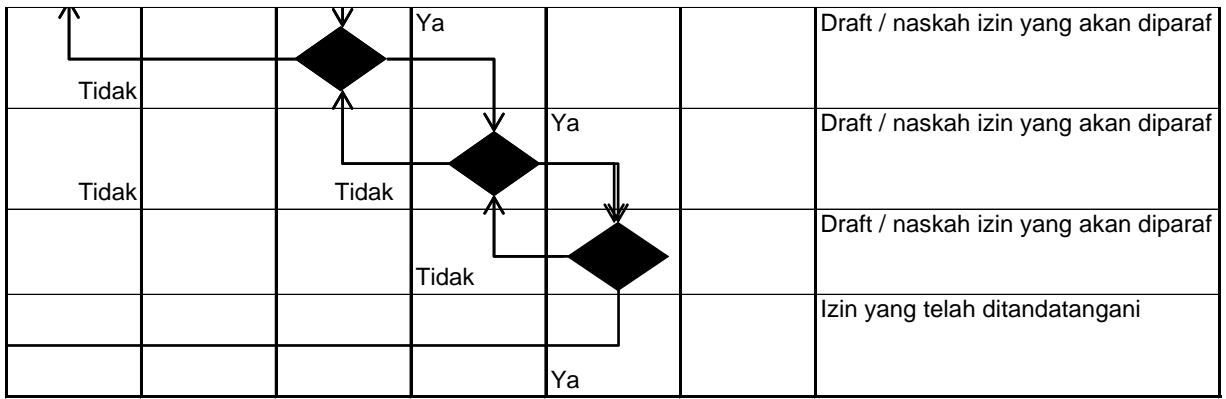 Ya
Draft / naskah izin yang akan diparaf
Tidak
Ya
Draft / naskah izin yang akan diparaf
Tidak
Tidak
Draft / naskah izin yang akan diparaf
Tidak
Izin yang telah ditandatangani
Ya